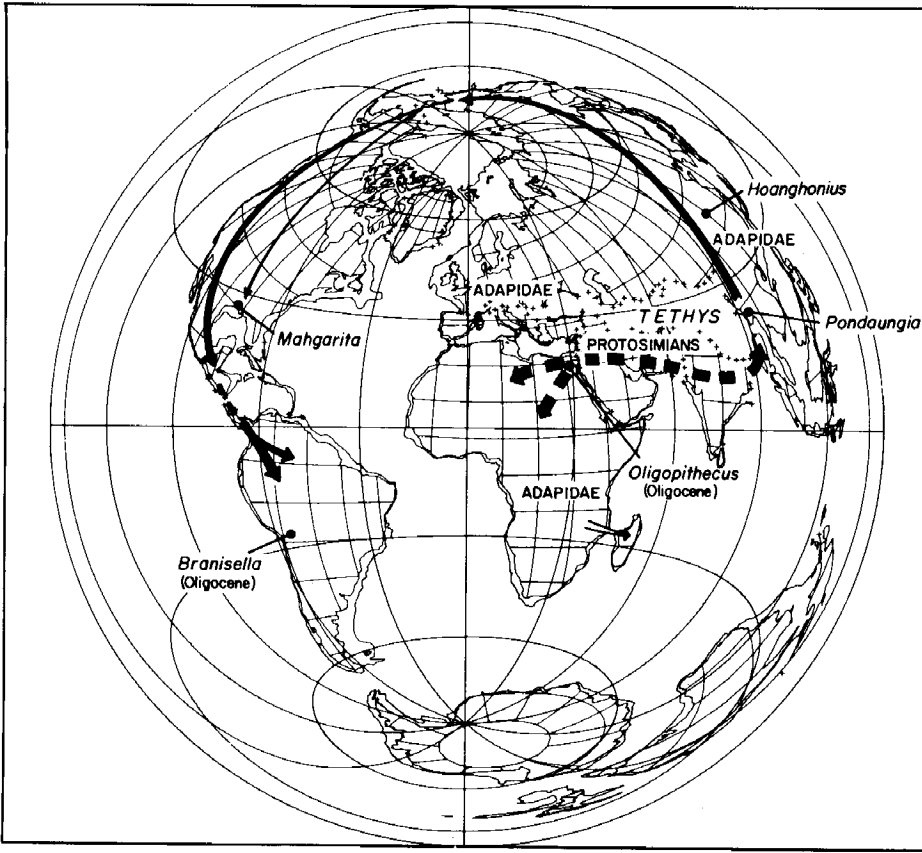 Hoanghonius
ADAPIDAE
ADAPIDAE
TETHYS
Pondaungia
Mahgarita
PROTOSIMIANS
Oligopithecus
(Oligocene)
ADAPIDAE
Branisella
(Oligocene)